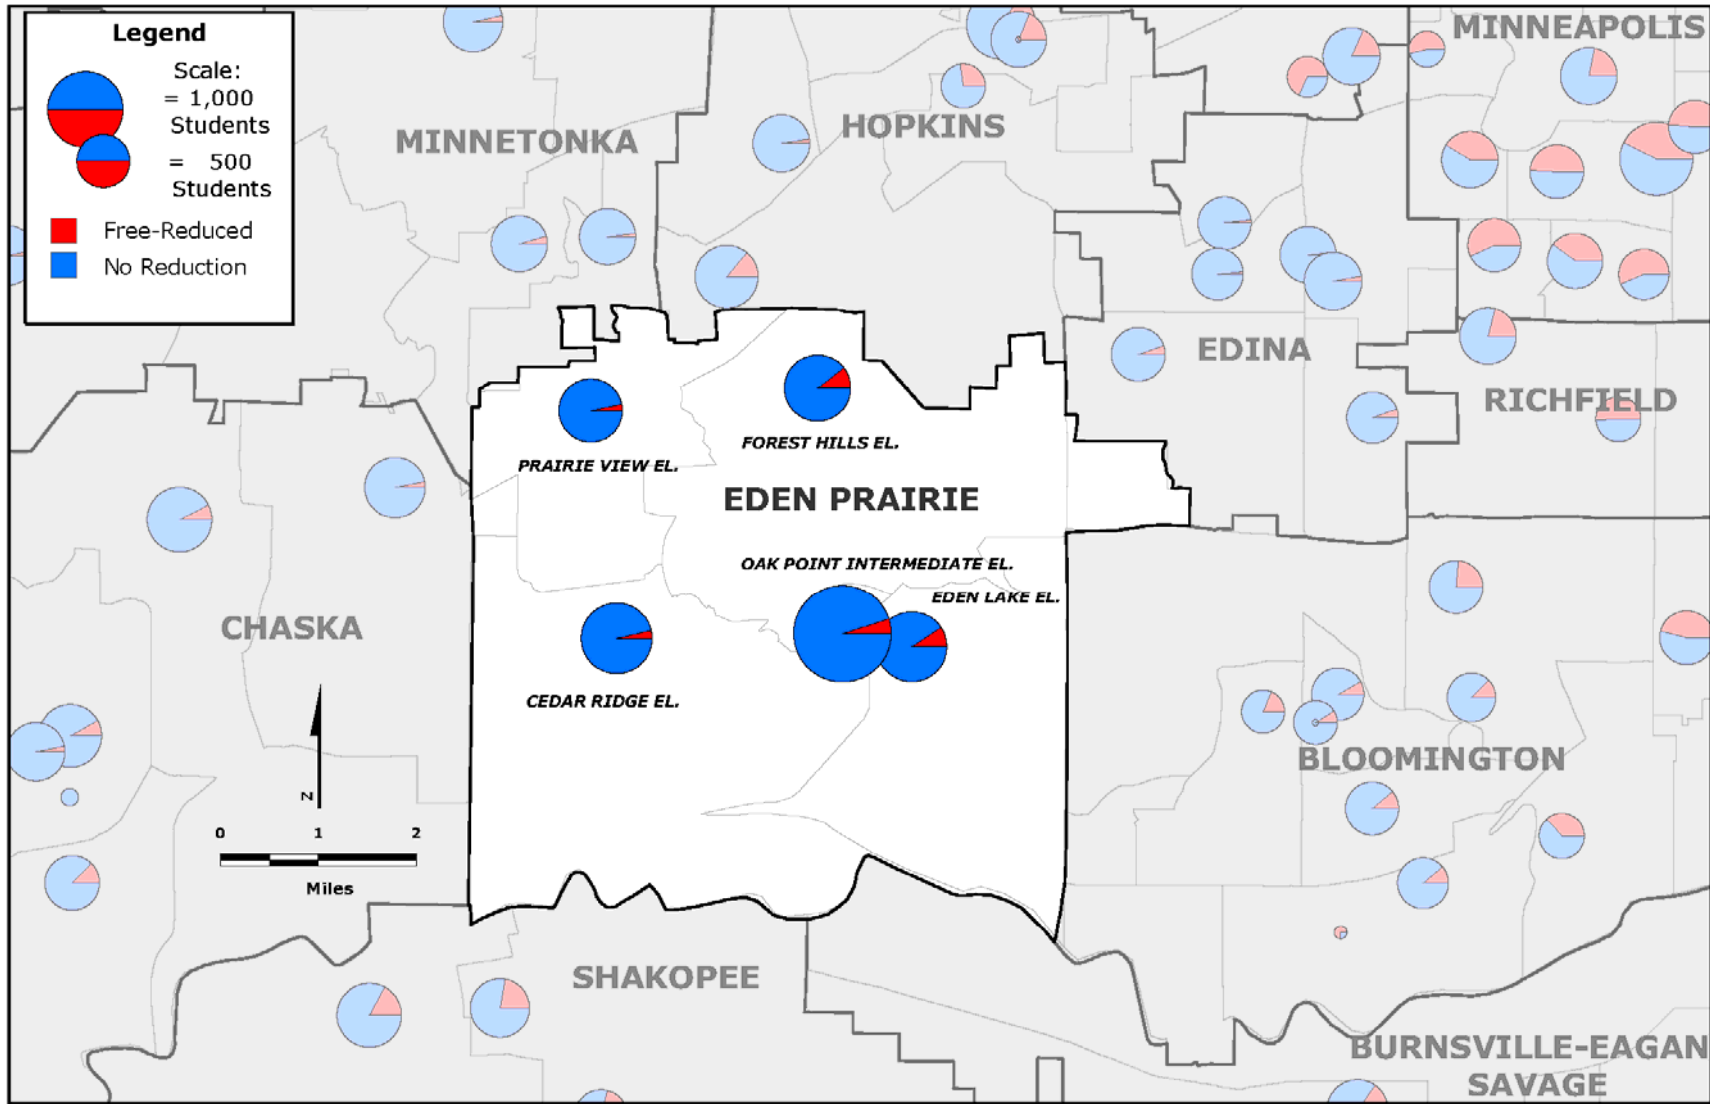 Legend
Scale:
= 1,000
Students
= 500
Students
Free-Reduced
No Reduction
MINNEAPOLIS
MINNETONKA
HOPKINS
EDINA
RICHFIELD
FOREST HILLS EL.
PRAIRIE VIEW EL.
EDEN PRAIRIE
OAK POINT INTERMEDIATE EL.
EDEN LAKE EL.
CHASKA
CEDAR RIDGE EL.
BLOOMINGTON
N
0 1 2
Miles
SHAKOPEE
BURNSVILLE-EAGAN
SAVAGE